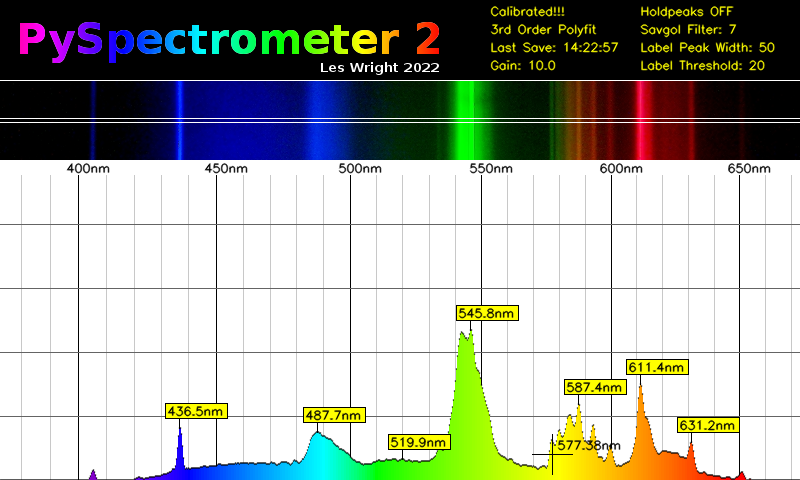 PySpectrometer 2
Les Wright 2022
Calibrated!!!
3rd Order Polyfit
Last Save: 14:22:57
Gain: 10.0
Holdpeaks OFF
Savgol Filter: 7
Label Peak Width: 50
Label Threshold: 20
400nm 450nm 500nm 550nm 600nm 650nm
545.8nm
611.4nm
587.4nm
436.5nm
487.7nm
631.2nm
519.9nm
577.38nm